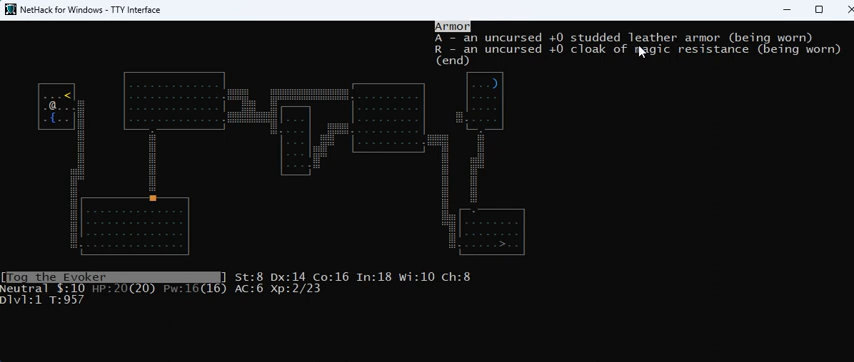 NetHack for Windows - TTY Interface
Armor
A - an uncursed +0 studded leather armor (being worn)
R - an uncursed +0 cloak of magic resistance (being worn)
(end)
[Tog the Evoker] St:8 Dx:14 Co:16 In:18 Wi:10 Ch:8
Neutral $:10 HP:20(20) Pw:16(16) AC:6 Xp:2/23
Dlvl:1 T:957